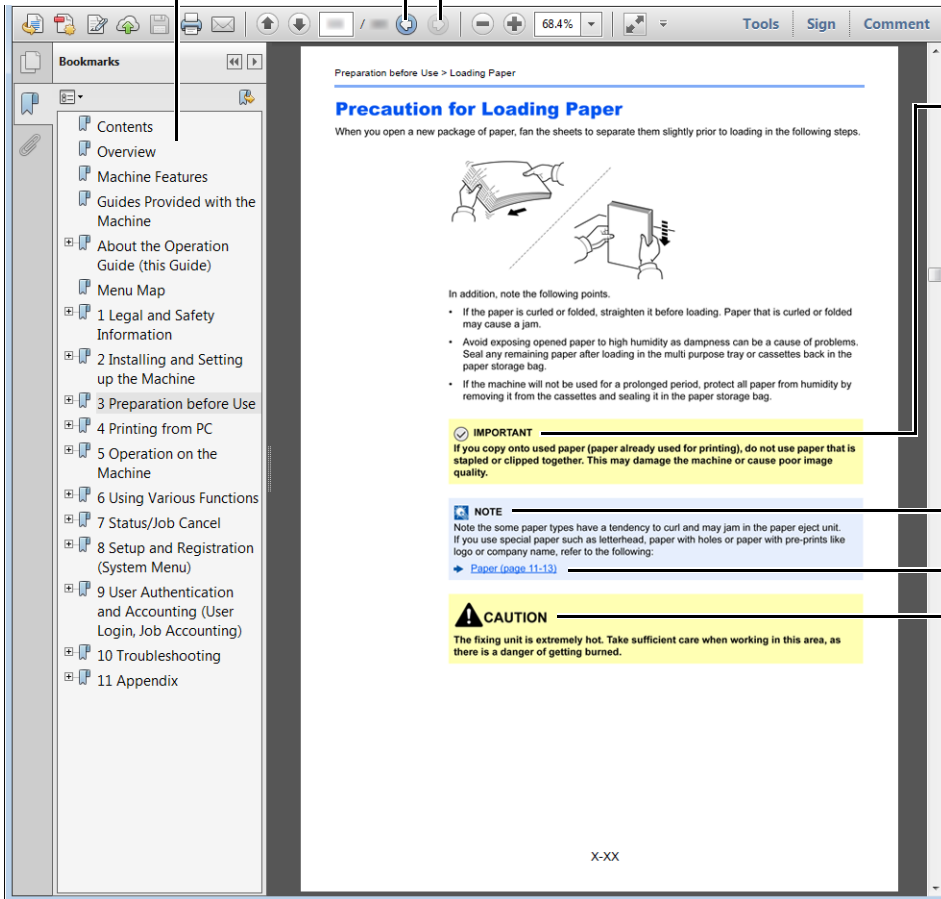 /
68.4%
Tools
Sign
Comment
Bookmarks
Contents
Overview
Machine Features
Guides Provided with the
Machine
About the Operation
Guide (this Guide)
Menu Map
1 Legal and Safety
Information
2 Installing and Setting
up the Machine
3 Preparation before Use
4 Printing from PC
5 Operation on the
Machine
6 Using Various Functions
7 Status/Job Cancel
8 Setup and Registration
(System Menu)
9 User Authentication
and Accounting (User
Login, Job Accounting)
10 Troubleshooting
11 Appendix
Preparation before Use > Loading Paper
Precaution for Loading Paper
When you open a new package of paper, fan the sheets to separate them slightly prior to loading in the following steps.
In addition, note the following points.
• If the paper is curled or folded, straighten it before loading. Paper that is curled or folded
may cause a jam.
• Avoid exposing opened paper to high humidity as dampness can be a cause of problems.
Seal any remaining paper after loading in the multi purpose tray or cassettes back in the
paper storage bag.
• If the machine will not be used for a prolonged period, protect all paper from humidity by
removing it from the cassettes and sealing it in the paper storage bag.
IMPORTANT
If you copy onto used paper (paper already used for printing), do not use paper that is
stapled or clipped together. This may damage the machine or cause poor image
quality.
NOTE
Note the some paper types have a tendency to curl and may jam in the paper eject unit.
If you use special paper such as letterhead, paper with holes or paper with pre-prints like
logo or company name, refer to the following:
Paper (page 11-13)
CAUTION
The fixing unit is extremely hot. Take sufficient care when working in this area, as
there is a danger of getting burned.
X-XX